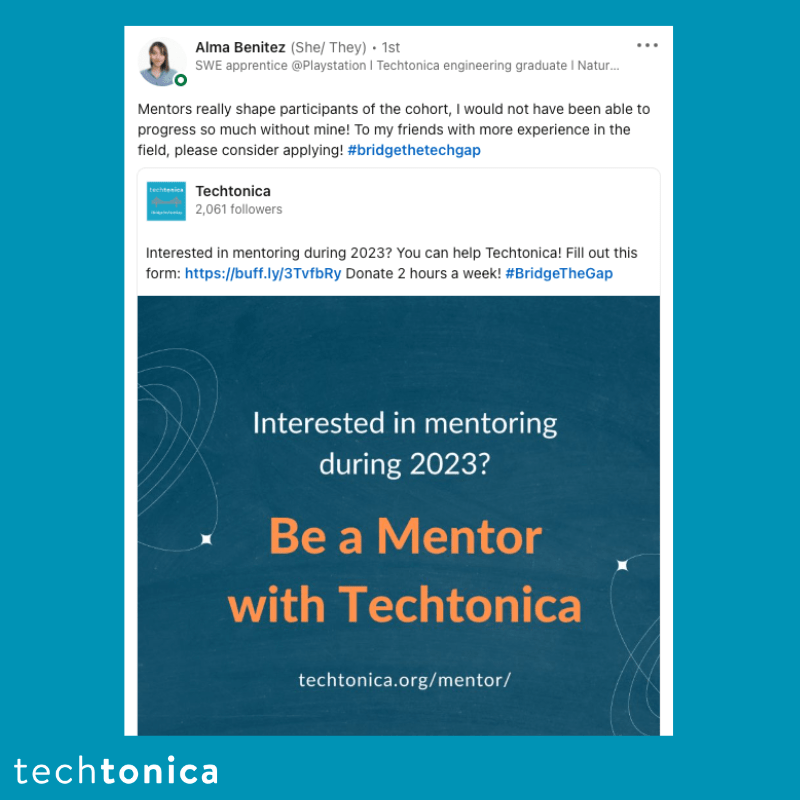 Alma Benitez (She/ They) • 1st
SWE apprentice @Playstation I Techtonica engineering graduate I Natur...
Mentors really shape participants of the cohort, I would not have been able to
progress so much without mine! To my friends with more experience in the
field, please consider applying! #bridgethetechgap
techtonica
Techtonica
2,061 followers
Interested in mentoring during 2023? You can help Techtonica! Fill out this
form: https://buff.ly/3TvfbRy Donate 2 hours a week! #BridgeTheGap
Interested in mentoring
during 2023?
Be a Mentor
with Techtonica
techtonica.org/mentor/
techtonica